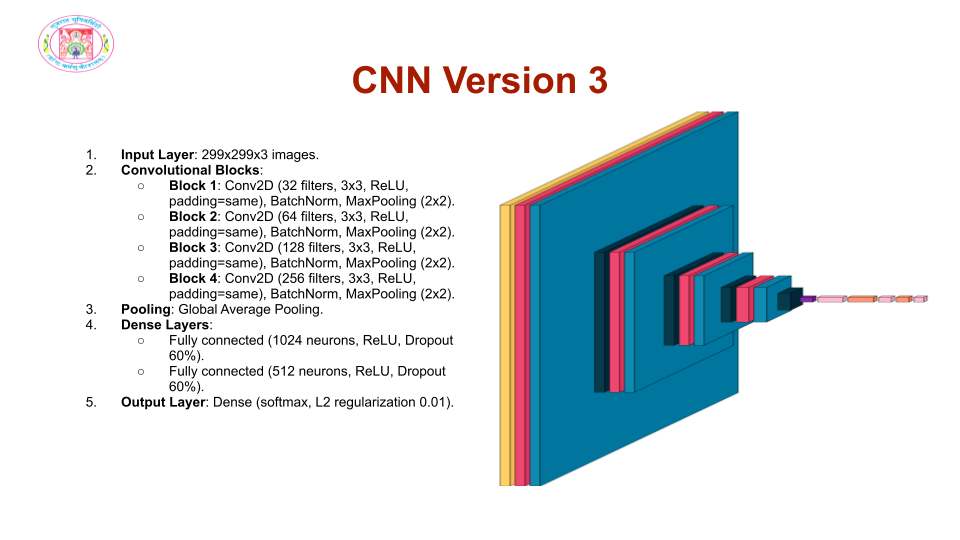 गुजरात युनिवर्सिटी
CNN Version 3
1. Input Layer: 299x299x3 images.
2. Convolutional Blocks:
○ Block 1: Conv2D (32 filters, 3x3, ReLU,
padding=same), BatchNorm, MaxPooling (2x2).
○ Block 2: Conv2D (64 filters, 3x3, ReLU,
padding=same), BatchNorm, MaxPooling (2x2).
○ Block 3: Conv2D (128 filters, 3x3, ReLU,
padding=same), BatchNorm, MaxPooling (2x2).
○ Block 4: Conv2D (256 filters, 3x3, ReLU,
padding=same), BatchNorm, MaxPooling (2x2).
3. Pooling: Global Average Pooling.
4. Dense Layers:
○ Fully connected (1024 neurons, ReLU, Dropout
60%).
○ Fully connected (512 neurons, ReLU, Dropout
60%).
5. Output Layer: Dense (softmax, L2 regularization 0.01).